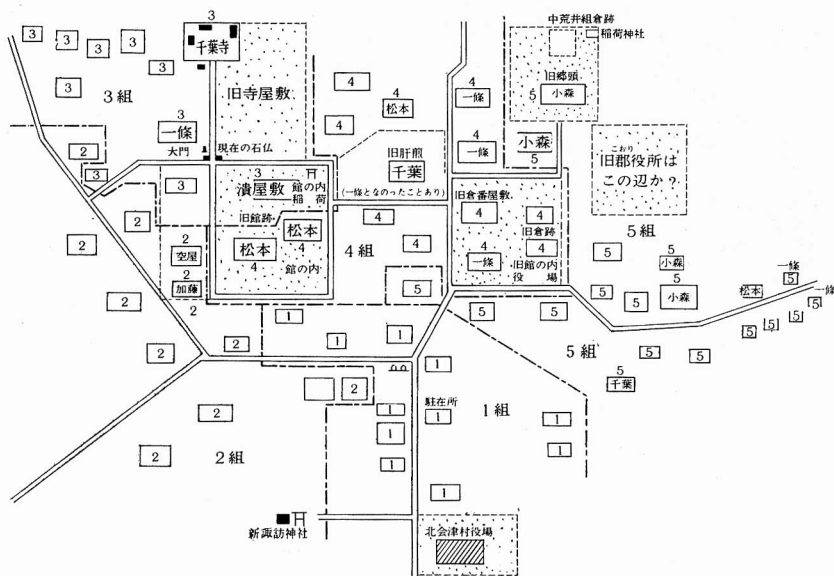 3
千葉寺
3
3
3
3
3
3
3組
3
一條
大門
現在の石仏
2
3
3
旧寺屋敷
4
4
松本
4
旧肝煎
千葉
(一條となのったことあり)
4
一條
4
一條
中荒井組倉跡
稲荷神社
旧郷頭
5
小森
小森
5
こおり
旧郡役所は
この辺か?
3
潰屋敷
館の内
稲荷
旧館跡
松本
4
松本
4
館の内
4組
4
4
5
旧倉番屋敷
4
4
旧倉跡
4
4
一條
旧館の内
役場
2
2
2
2
2
空屋
2
加藤
2
2
2
2
2
2組
1
1
1
5組
5
5
小森
5
小森
5
5
松本
一條
5
一條
5
5
5
5
5
5
5
5
5
5組
5
千葉
1
駐在所
1
1
1
1
1組
1
1
1
新諏訪神社
北会津村役場